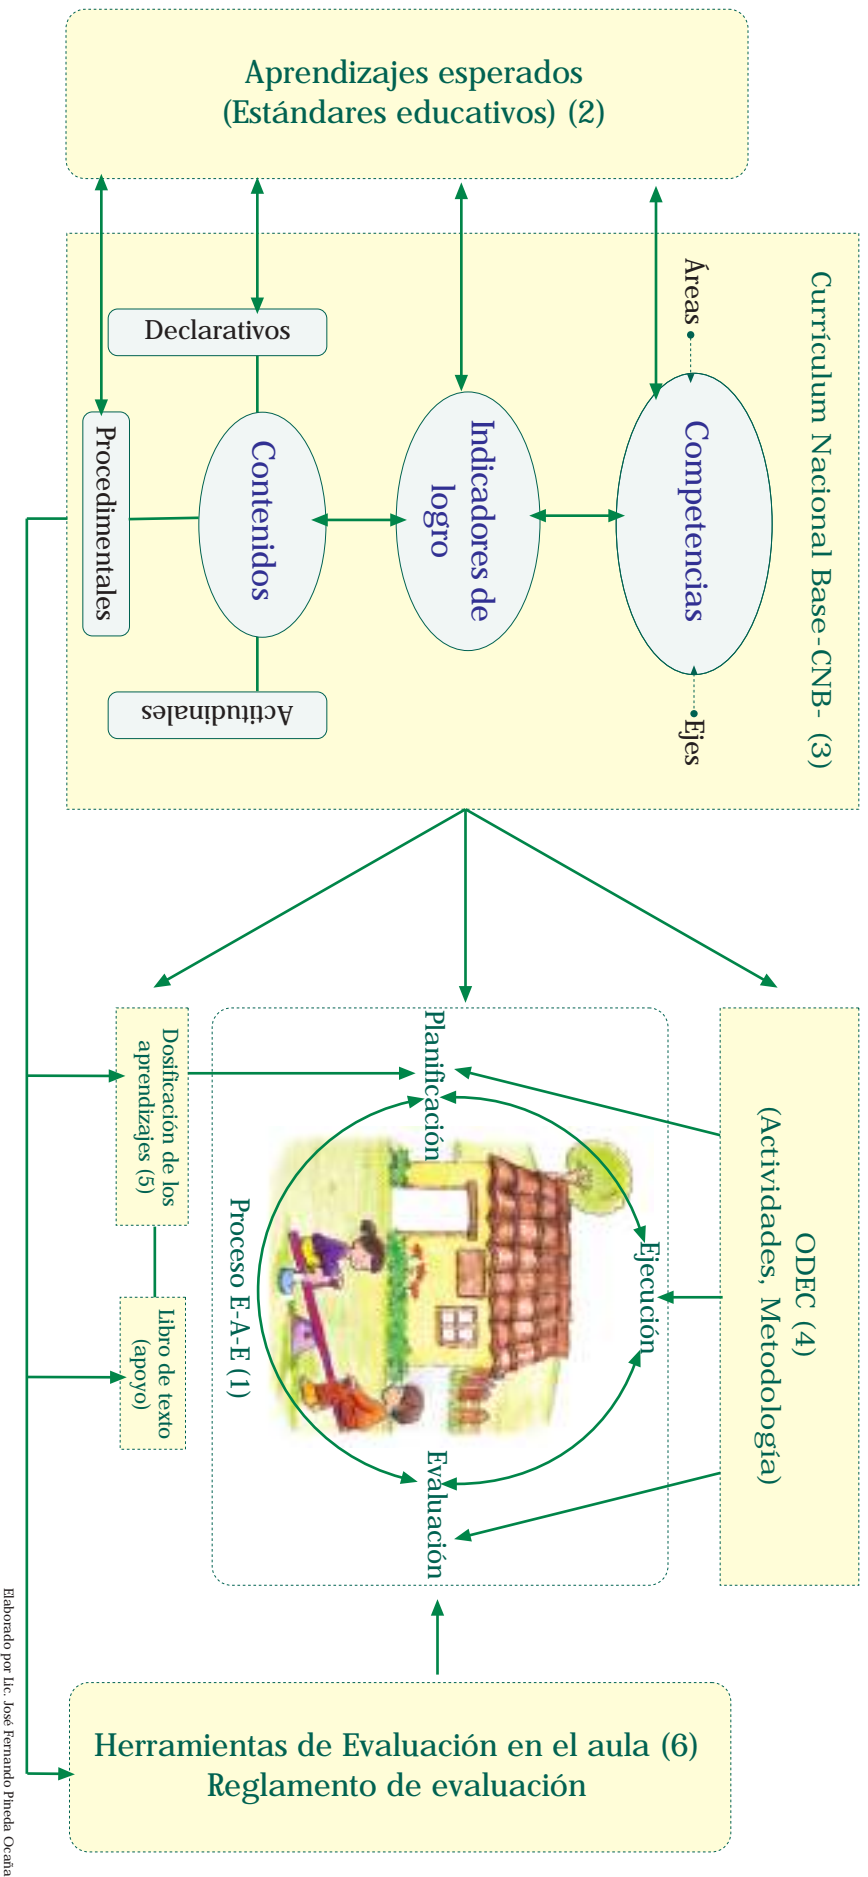 Aprendizajes esperados
(Estándares educativos) (2)
Currículum Nacional Base-CNB- (3)
Áreas
Ejes
Competencias
Indicadores de
logro
Contenidos
Declarativos
Procedimentales
Actitudinales
ODEC (4)
(Actividades, Metodología)
Planificación
Ejecución
Evaluación
Proceso E-A-E (1)
Dosificación de los
aprendizajes (5)
Libro de texto
(apoyo)
Herramientas de Evaluación en el aula (6)
Reglamento de evaluación
Elaborado por Lic. José Fernando Pineda Ocaña